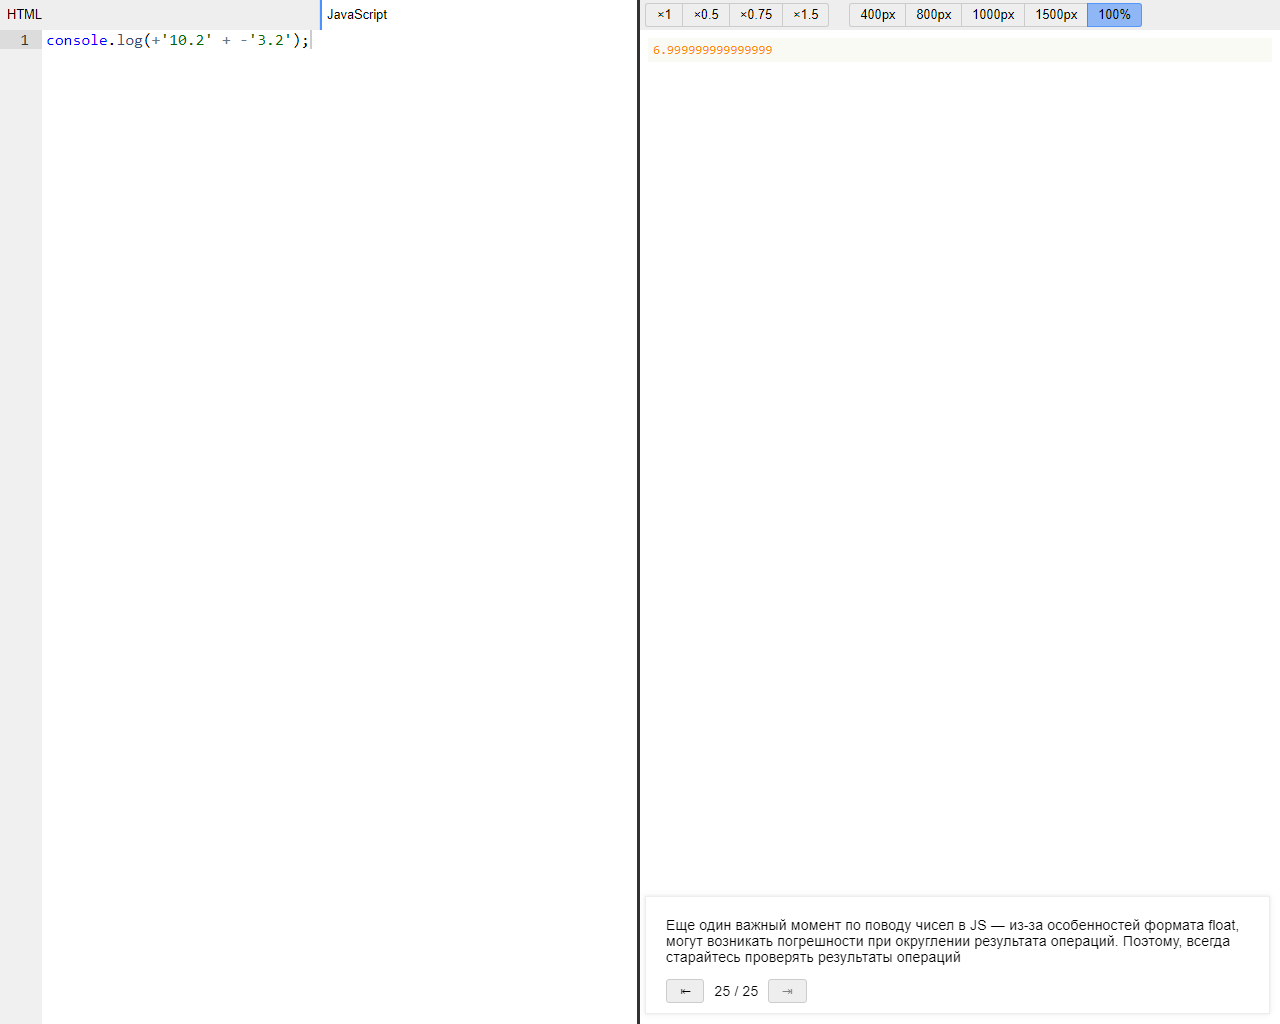 HTML
JavaScript
×1 ×0.5 ×0.75 ×1.5 400px 800px 1000px 1500px 100%
1 console.log(+'10.2' + -'3.2');
6.999999999999999
Еще один важный момент по поводу чисел в JS — из-за особенностей формата float,
могут возникать погрешности при округлении результата операций. Поэтому, всегда
старайтесь проверять результаты операций
⇤ 25 / 25 ⇥